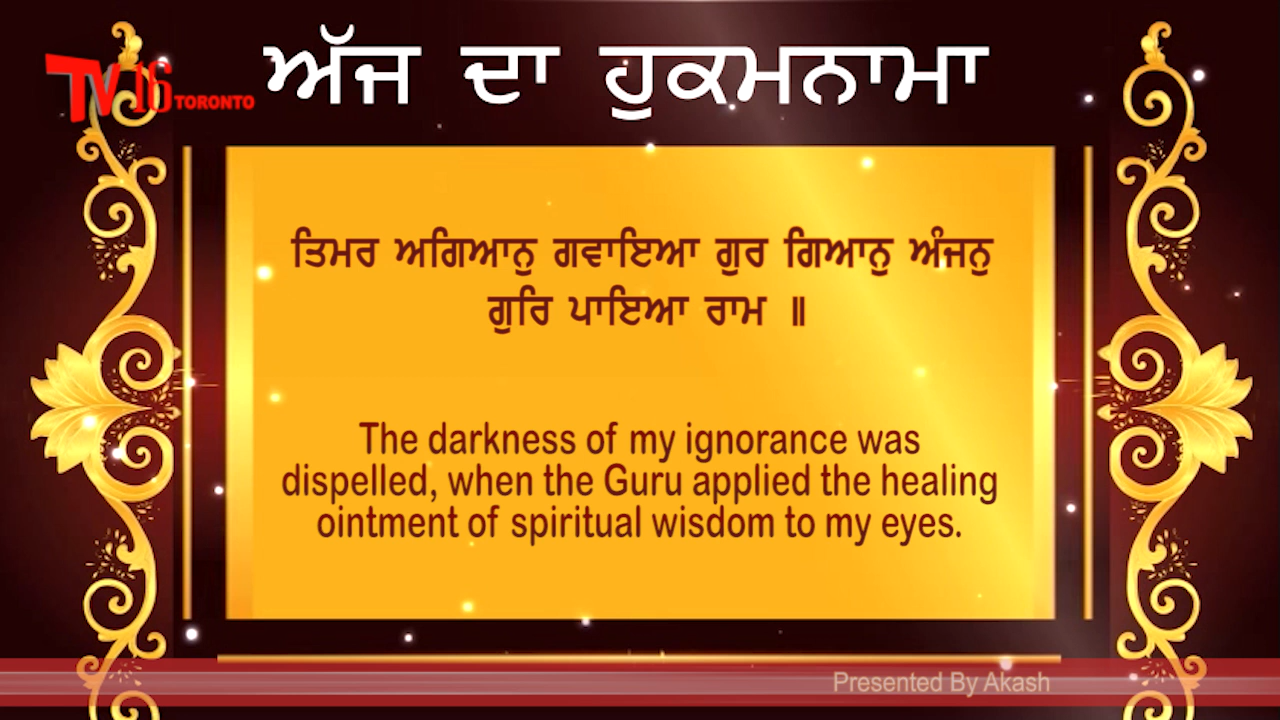 ਅੱਜ ਦਾ ਹੁਕਮਨਾਮਾ
TV16 TORONTO
ਤਿਮਰ ਅਗਿਆਨੁ ਗਵਾਇਆ ਗੁਰ ਗਿਆਨੁ ਅੰਜਨੁ
ਗੁਰਿ ਪਾਇਆ ਰਾਮ ॥
The darkness of my ignorance was
dispelled, when the Guru applied the healing
ointment of spiritual wisdom to my eyes.
Presented By Akash